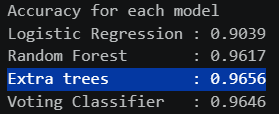 Accuracy for each model
Logistic Regression : 0.9039
Random Forest       : 0.9617
Extra trees         : 0.9656
Voting Classifier   : 0.9646